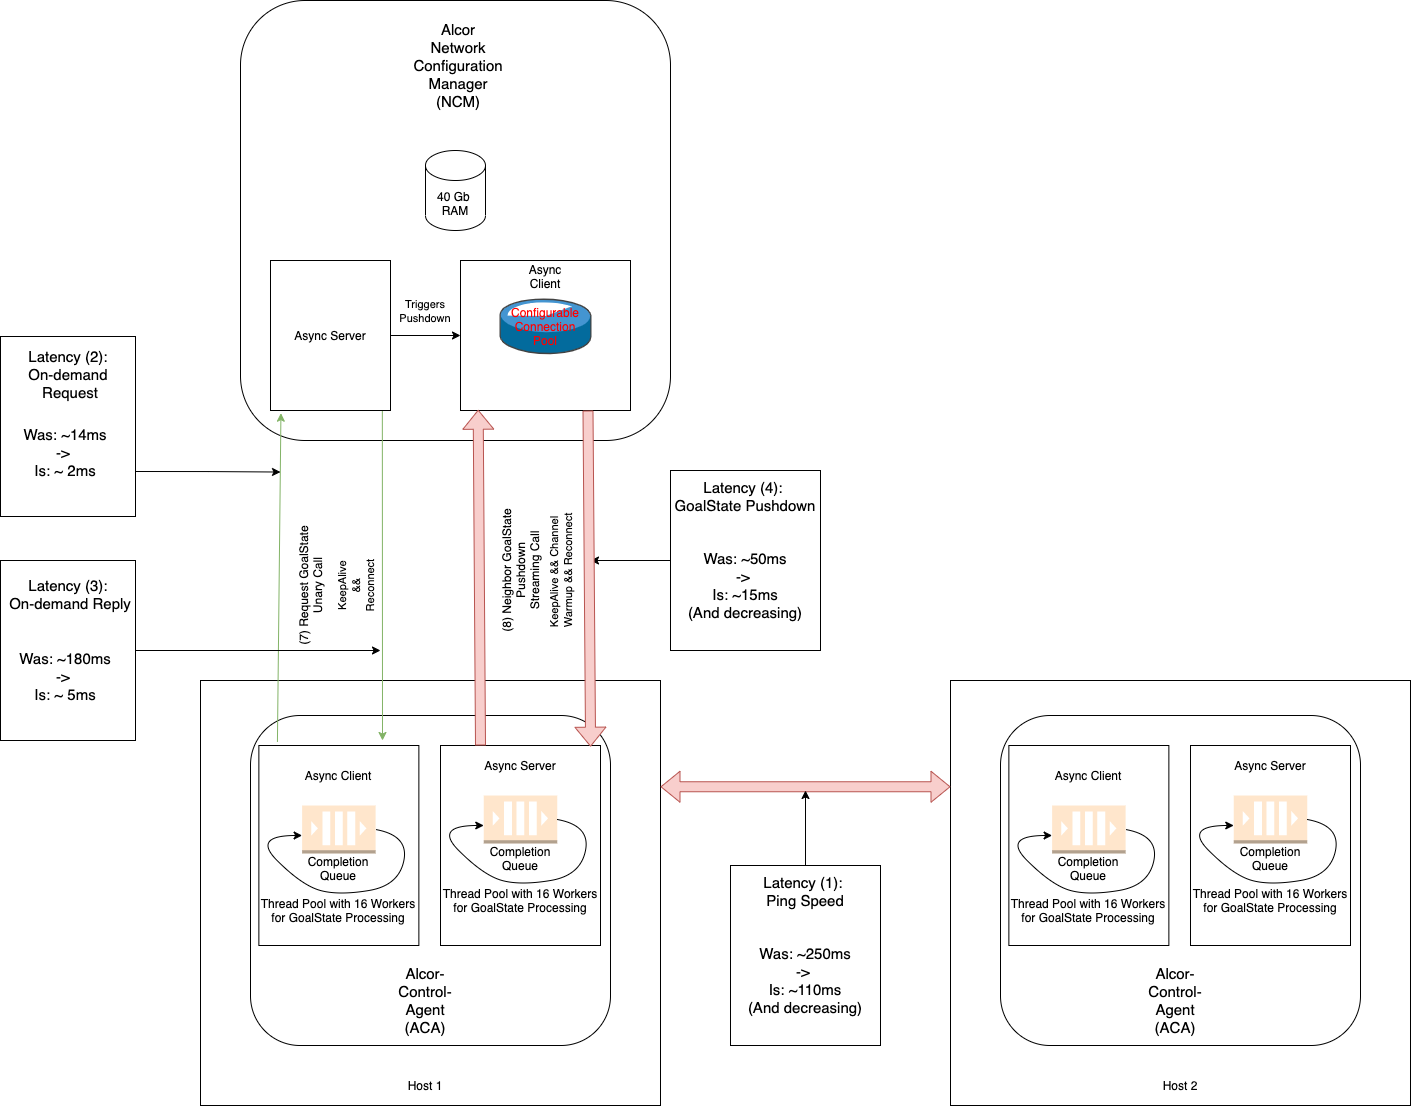 Alcor
Network
Configuration
Manager
(NCM)
40 Gb
RAM
Async Server
Triggers
Pushdown
Async
Client
Configurable
Connection
Pool
Latency (2):
On-demand
Request
Was: ~14ms
->
Is: ~ 2ms
Latency (3):
On-demand Reply
Was: ~180ms
->
Is: ~ 5ms
(7) Request GoalState
Unary Call
KeepAlive
&&
Reconnect
(8) Neighbor GoalState
Pushdown
Streaming Call
KeepAlive && Channel
Warmup && Reconnect
Latency (4):
GoalState Pushdown
Was: ~50ms
->
Is: ~15ms
(And decreasing)
Async Client
Completion
Queue
Thread Pool with 16 Workers
for GoalState Processing
Async Server
Completion
Queue
Thread Pool with 16 Workers
for GoalState Processing
Alcor-
Control-
Agent
(ACA)
Host 1
Latency (1):
Ping Speed
Was: ~250ms
->
Is: ~110ms
(And decreasing)
Async Client
Completion
Queue
Thread Pool with 16 Workers
for GoalState Processing
Async Server
Completion
Queue
Thread Pool with 16 Workers
for GoalState Processing
Alcor-
Control-
Agent
(ACA)
Host 2